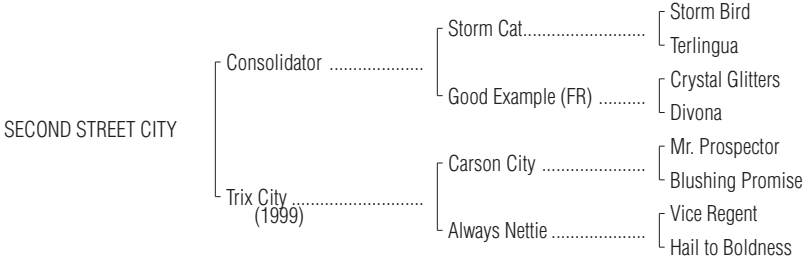 Storm Bird
Storm Cat..........................
Terlingua
Consolidator ....................
Crystal Glitters
Good Example (FR) ..........
Divona
SECOND STREET CITY
Mr. Prospector
Carson City ......................
Blushing Promise
Trix City ............................
(1999)
Vice Regent
Always Nettie ....................
Hail to Boldness